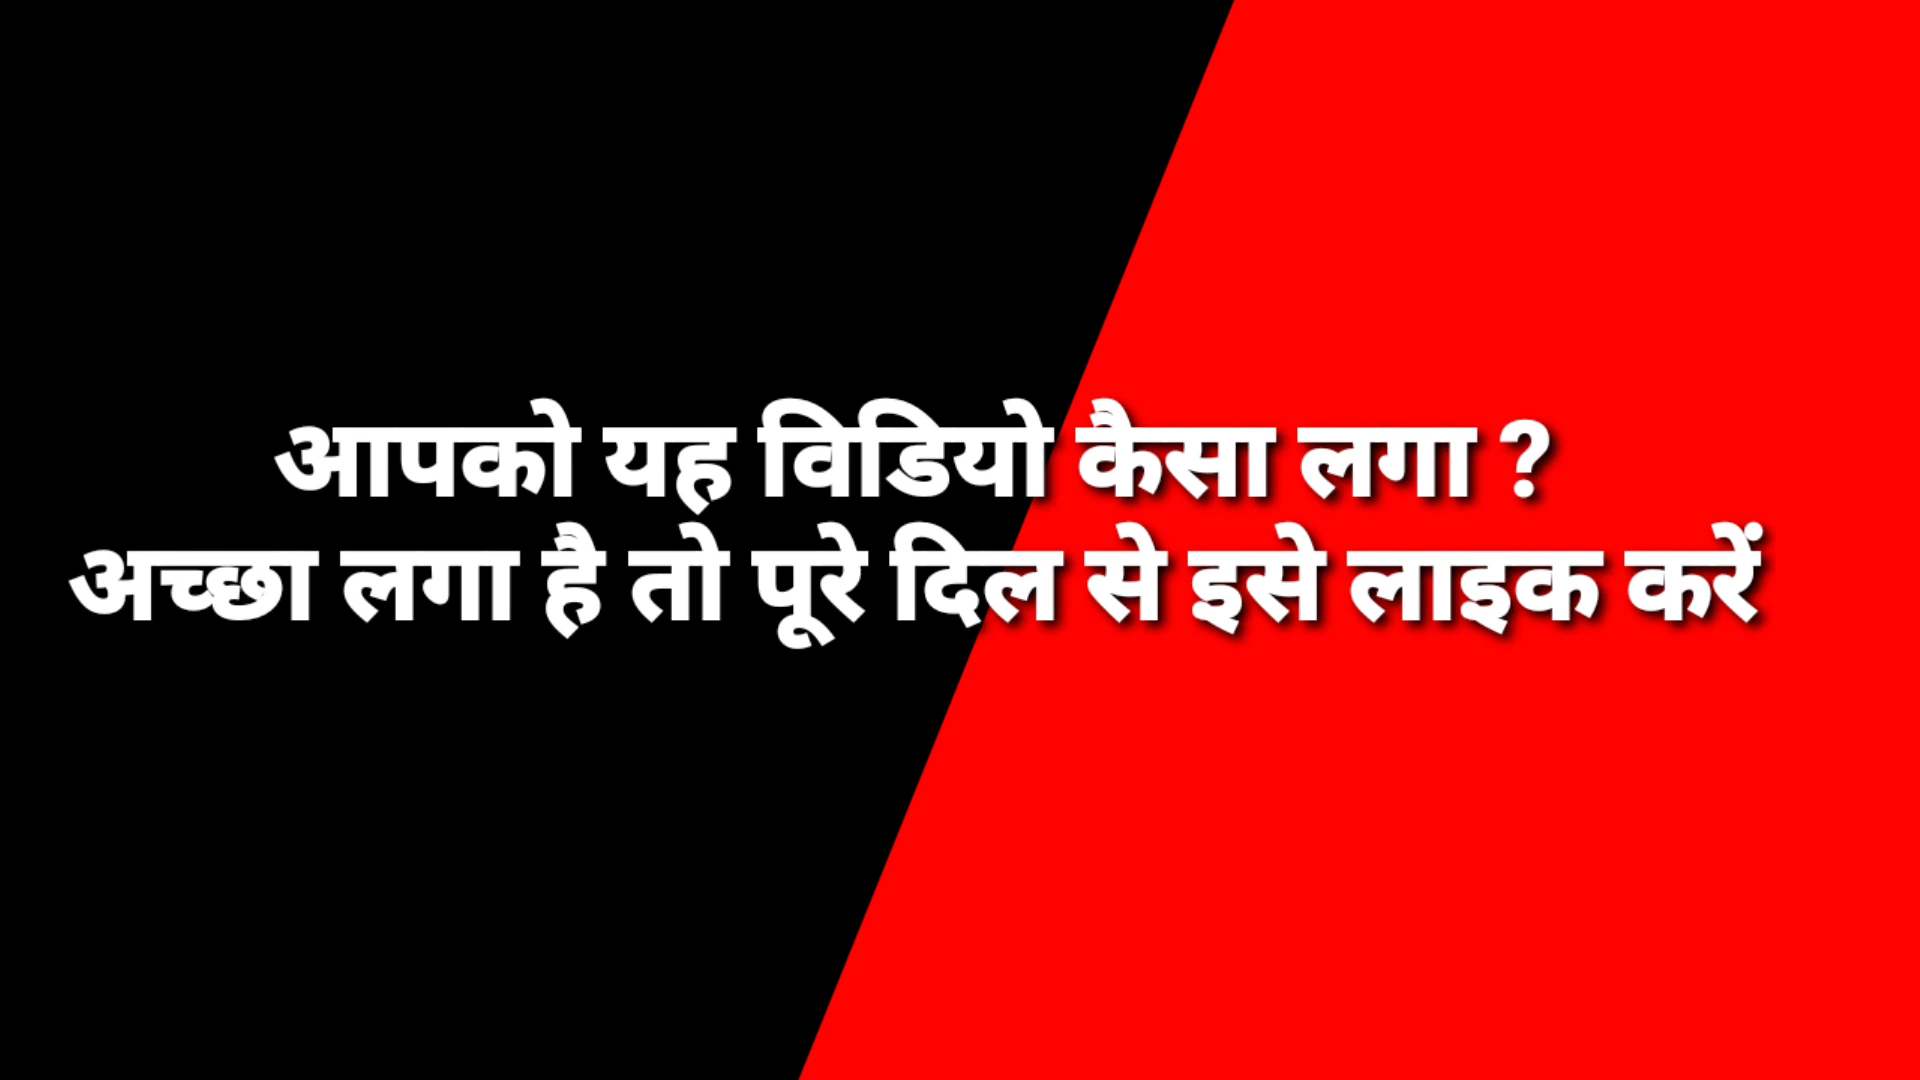 आपको यह विडियो कैसा लगा ?
अच्छा लगा है तो पूरे दिल से इसे लाइक करें